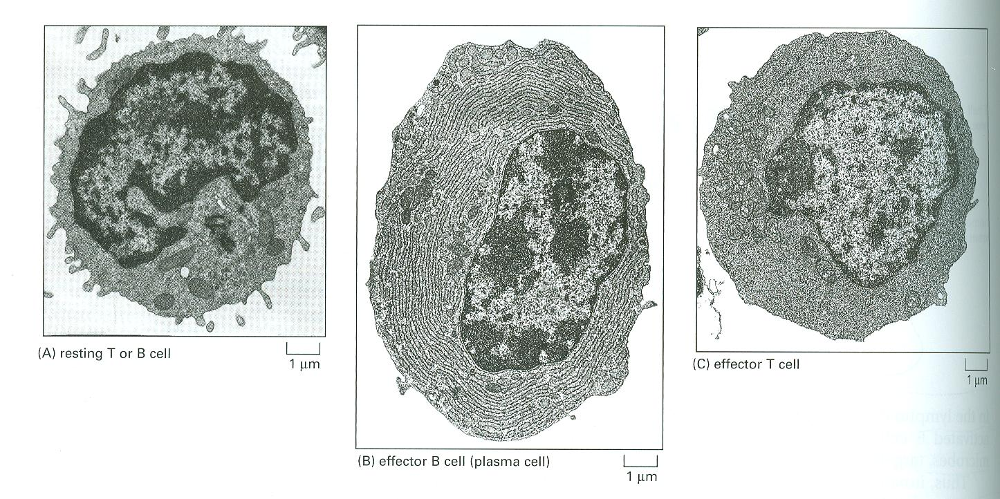 (A) resting T or B cell
1 μm
(B) effector B cell (plasma cell)
1 μm
(C) effector T cell
1 μm